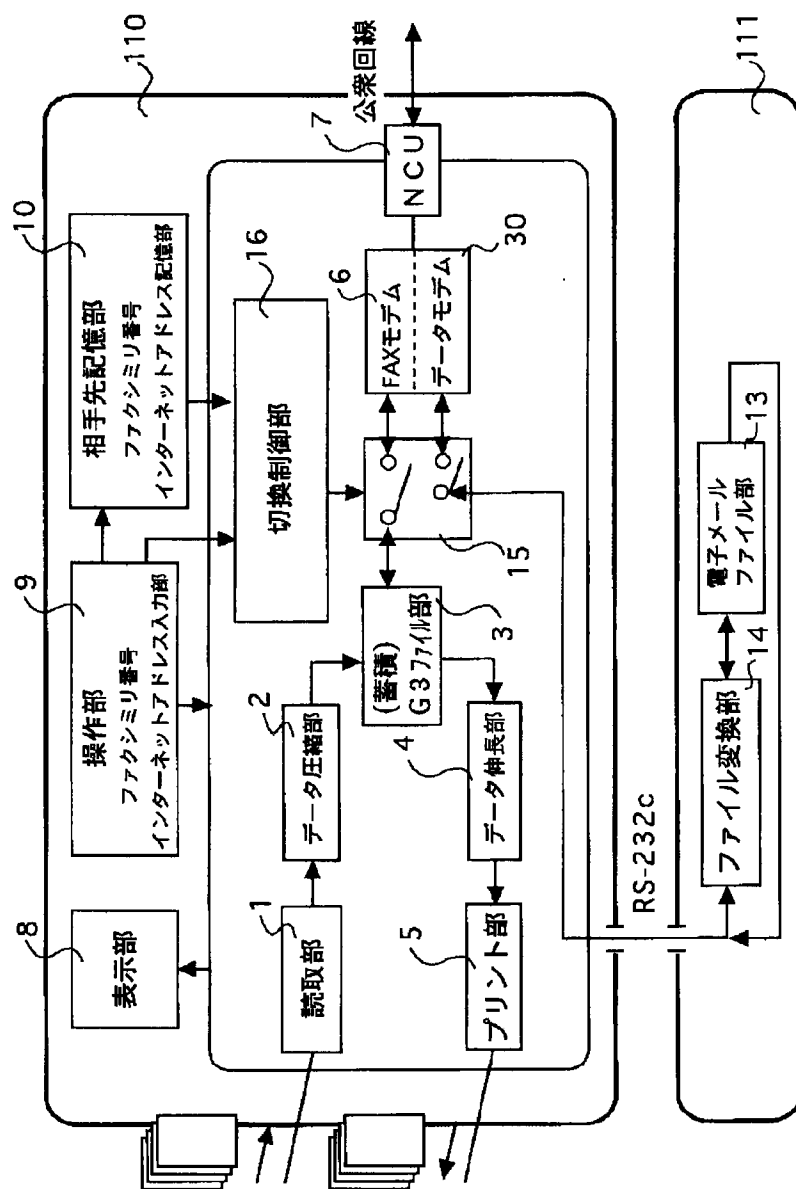 110
8
表示部
9
操作部
ファクシミリ番号
インターネットアドレス入力部
10
相手先記憶部
ファクシミリ番号
インターネットアドレス記憶部
1
読取部
2
データ圧縮部
(蓄積)
G3ファイル部
3
16
切換制御部
15
6
FAXモデム
データモデム
30
7
NCU
公衆回線
4
データ伸長部
5
プリント部
RS-232c
111
14
ファイル変換部
13
電子メール
ファイル部